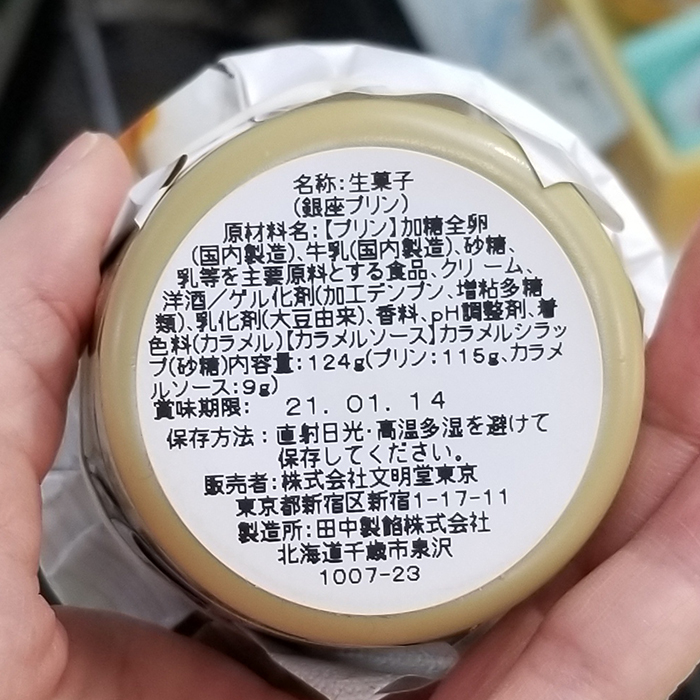 名称:生菓子
(銀座プリン)
原材料名:【プリン】加糖全卵
(国内製造)、牛乳(国内製造)、砂糖、
乳等を主要原料とする食品、クリーム、
洋酒/ゲル化剤(加工デンプン、増粘多糖
類)、乳化剤(大豆由来)、香料、pH調整剤、着
色料(カラメル)【カラメルソース】カラメルシラッ
プ(砂糖)内容量:124g(プリン:115g、カラメ
ルソース:9g)
賞味期限: 21.01.14
保存方法:直射日光・高温多湿を避けて
保存してください。
販売者:株式会社文明堂東京
東京都新宿区新宿1-17-11
製造所:田中製餡株式会社
北海道千歳市泉沢
1007-23